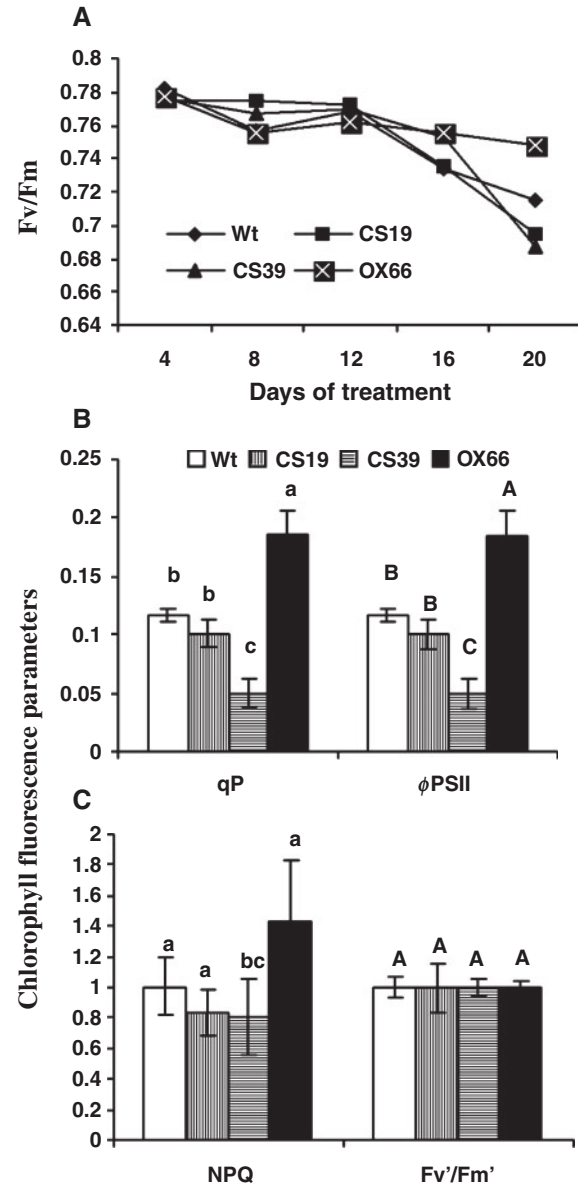 A
0.8
0.78
0.76
0.74
0.72
0.7
0.68
0.66
0.64
Fv/Fm
Wt CS19
CS39 OX66
4 8 12 16 20
Days of treatment
B
0.25
0.2
0.15
0.1
0.05
0
Wt CS19 CS39 OX66
b b c a B B C A
qP ϕPSII
Chlorophyll fluorescence parameters
C
2
1.8
1.6
1.4
1.2
1
0.8
0.6
0.4
0.2
0
a a bc a A A A A
NPQ Fv'/Fm'